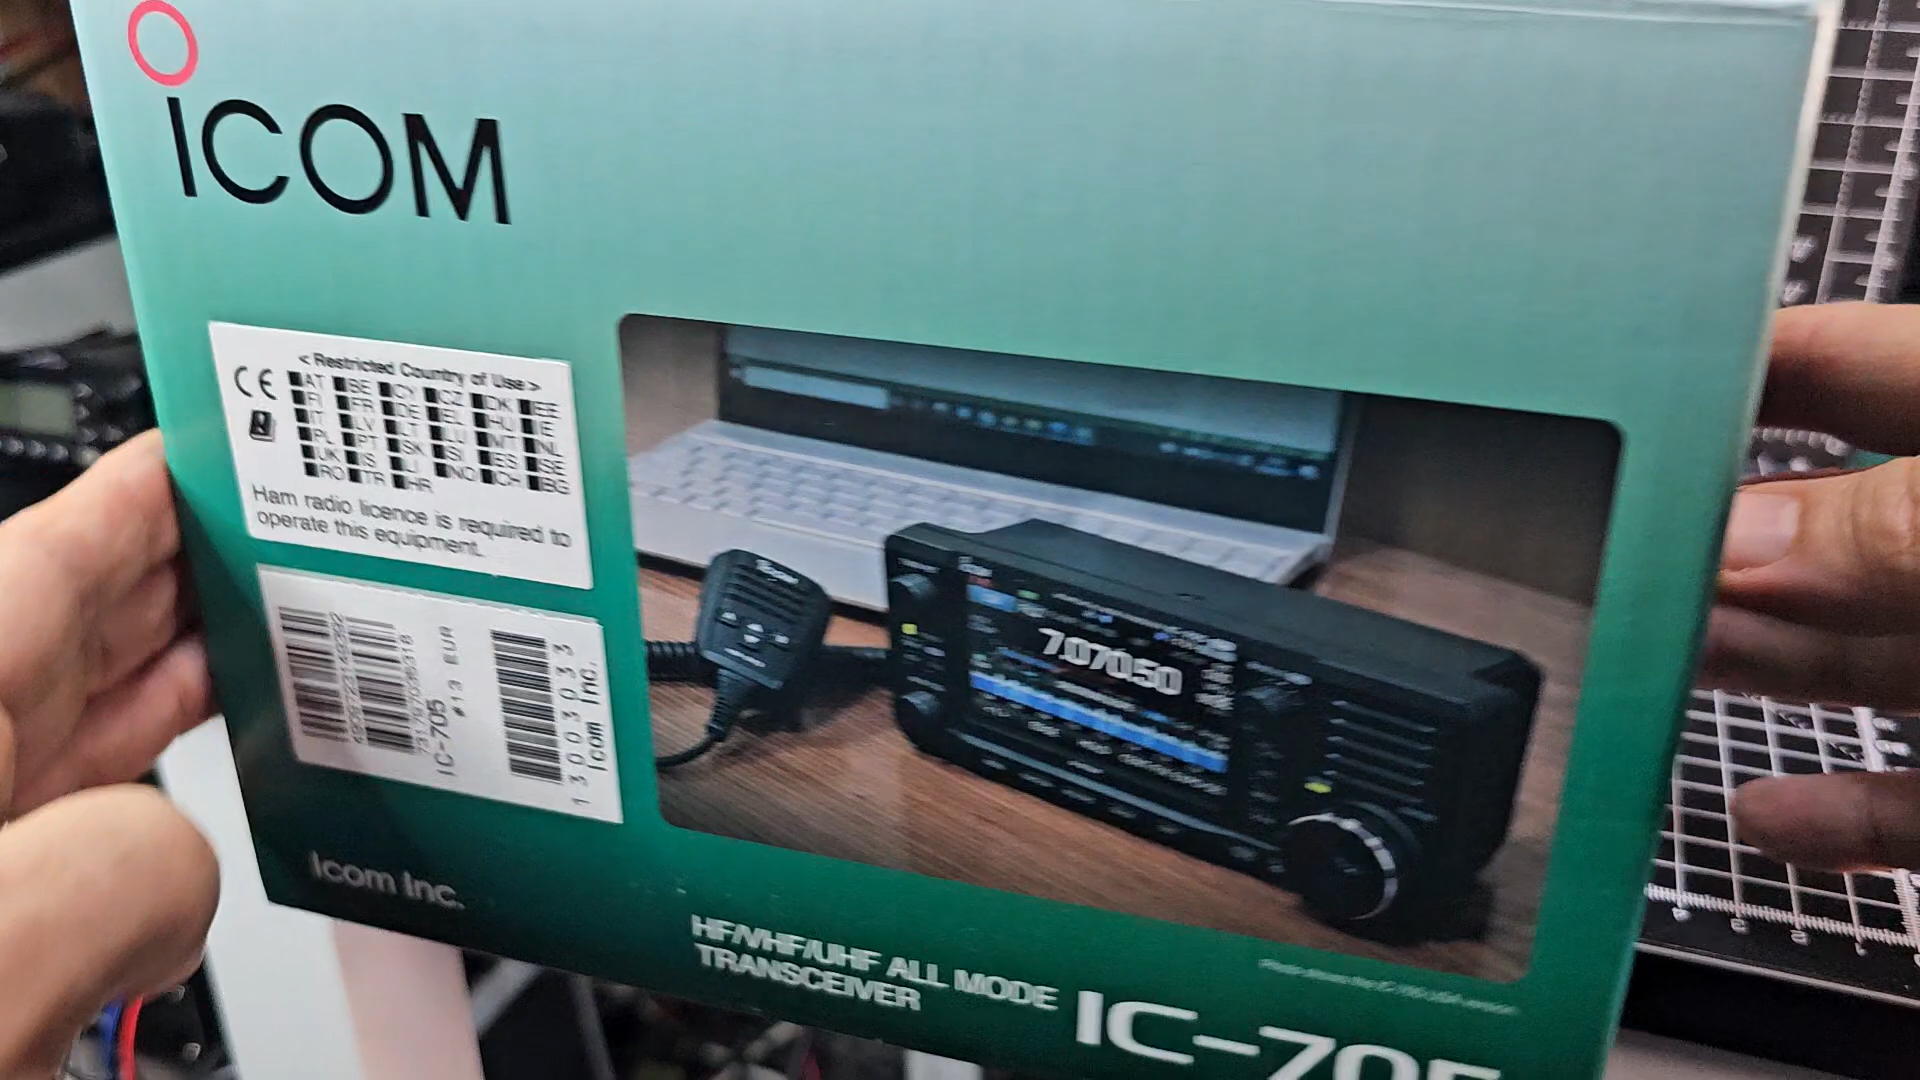 ICOM
< Restricted Country of Use >
CE
AT BE CY CZ DK EE
FI FR DE EL HU IE
IT LV LT LU MT NL
PL PT SK SI ES SE
UK IS LI NO CH BG
RO TR HR
Ham radio licence is required to
operate this equipment.
IC-705
#13 EUR
13003033
Icom Inc.
7.070.50
Icom Inc.
HF/VHF/UHF ALL MODE
TRANSCEIVER
IC-705